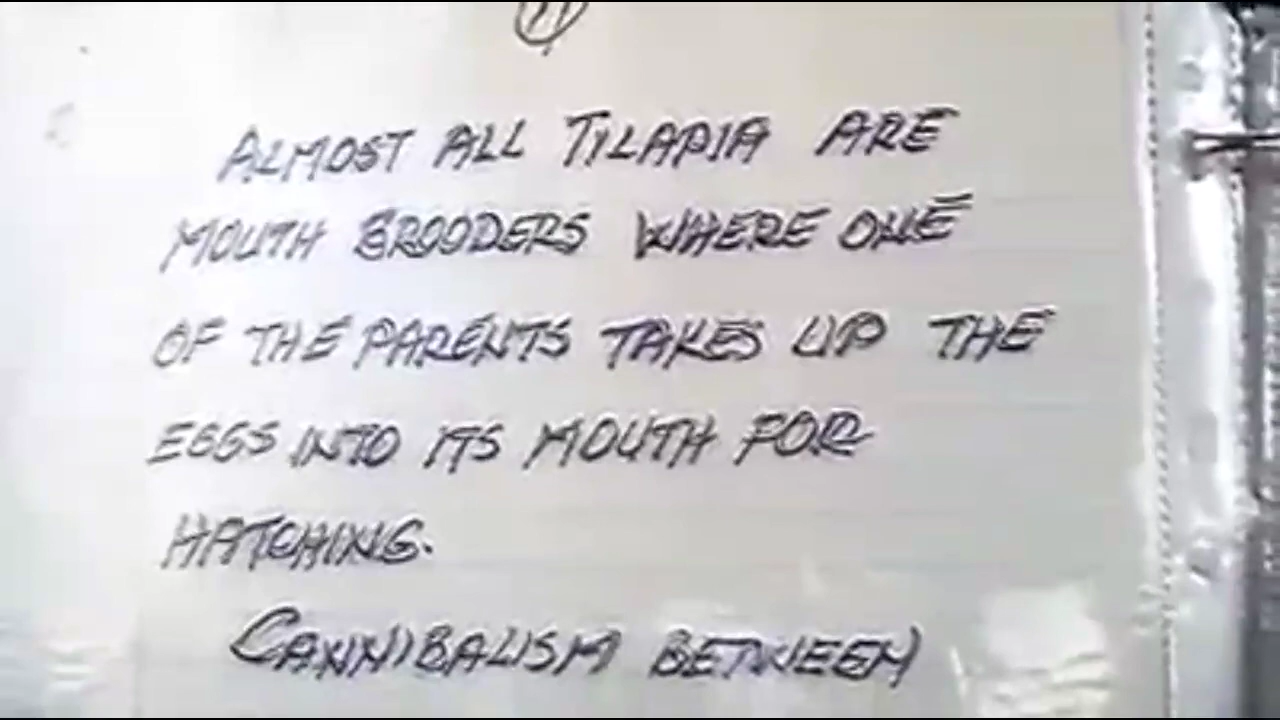 11
ALMOST ALL TILAPIA ARE
MOUTH BROODERS WHERE ONE
OF THE PARENTS TAKES UP THE
EGGS INTO ITS MOUTH FOR
HATCHING.
CANNIBALISM BETWEEN